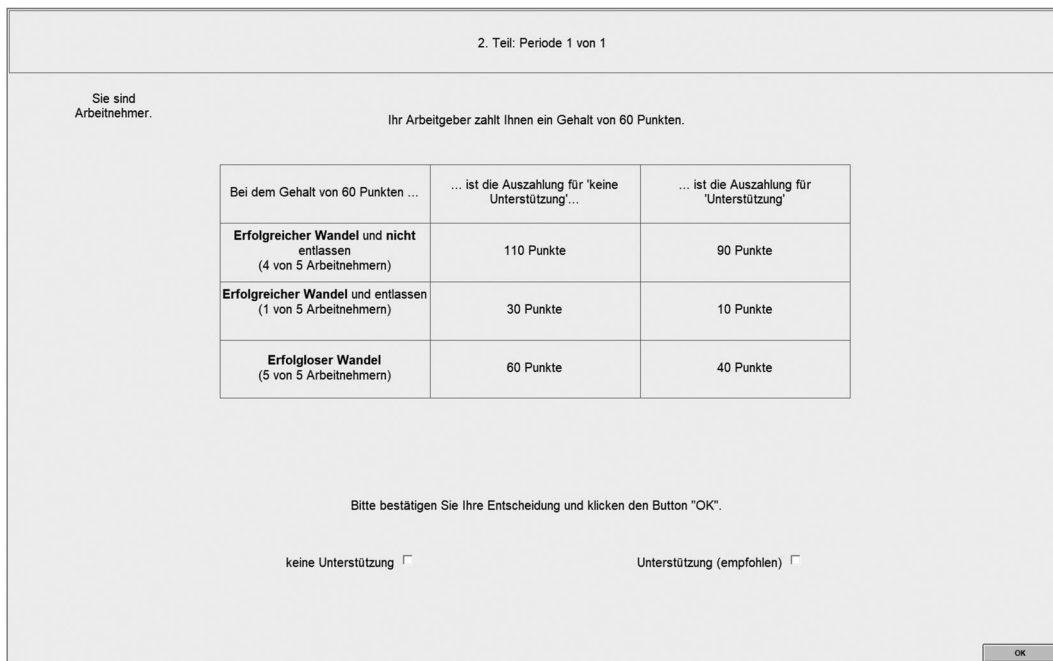 2. Teil: Periode 1 von 1
Sie sind
Arbeitnehmer.
Ihr Arbeitgeber zahlt Ihnen ein Gehalt von 60 Punkten.
Bei dem Gehalt von 60 Punkten ...
... ist die Auszahlung für 'keine
Unterstützung'...
... ist die Auszahlung für
'Unterstützung'
Erfolgreicher Wandel und nicht
entlassen
(4 von 5 Arbeitnehmern)
110 Punkte
90 Punkte
Erfolgreicher Wandel und entlassen
(1 von 5 Arbeitnehmern)
30 Punkte
10 Punkte
Erfolgloser Wandel
(5 von 5 Arbeitnehmern)
60 Punkte
40 Punkte
Bitte bestätigen Sie Ihre Entscheidung und klicken den Button "OK".
keine Unterstützung
Unterstützung (empfohlen)
OK